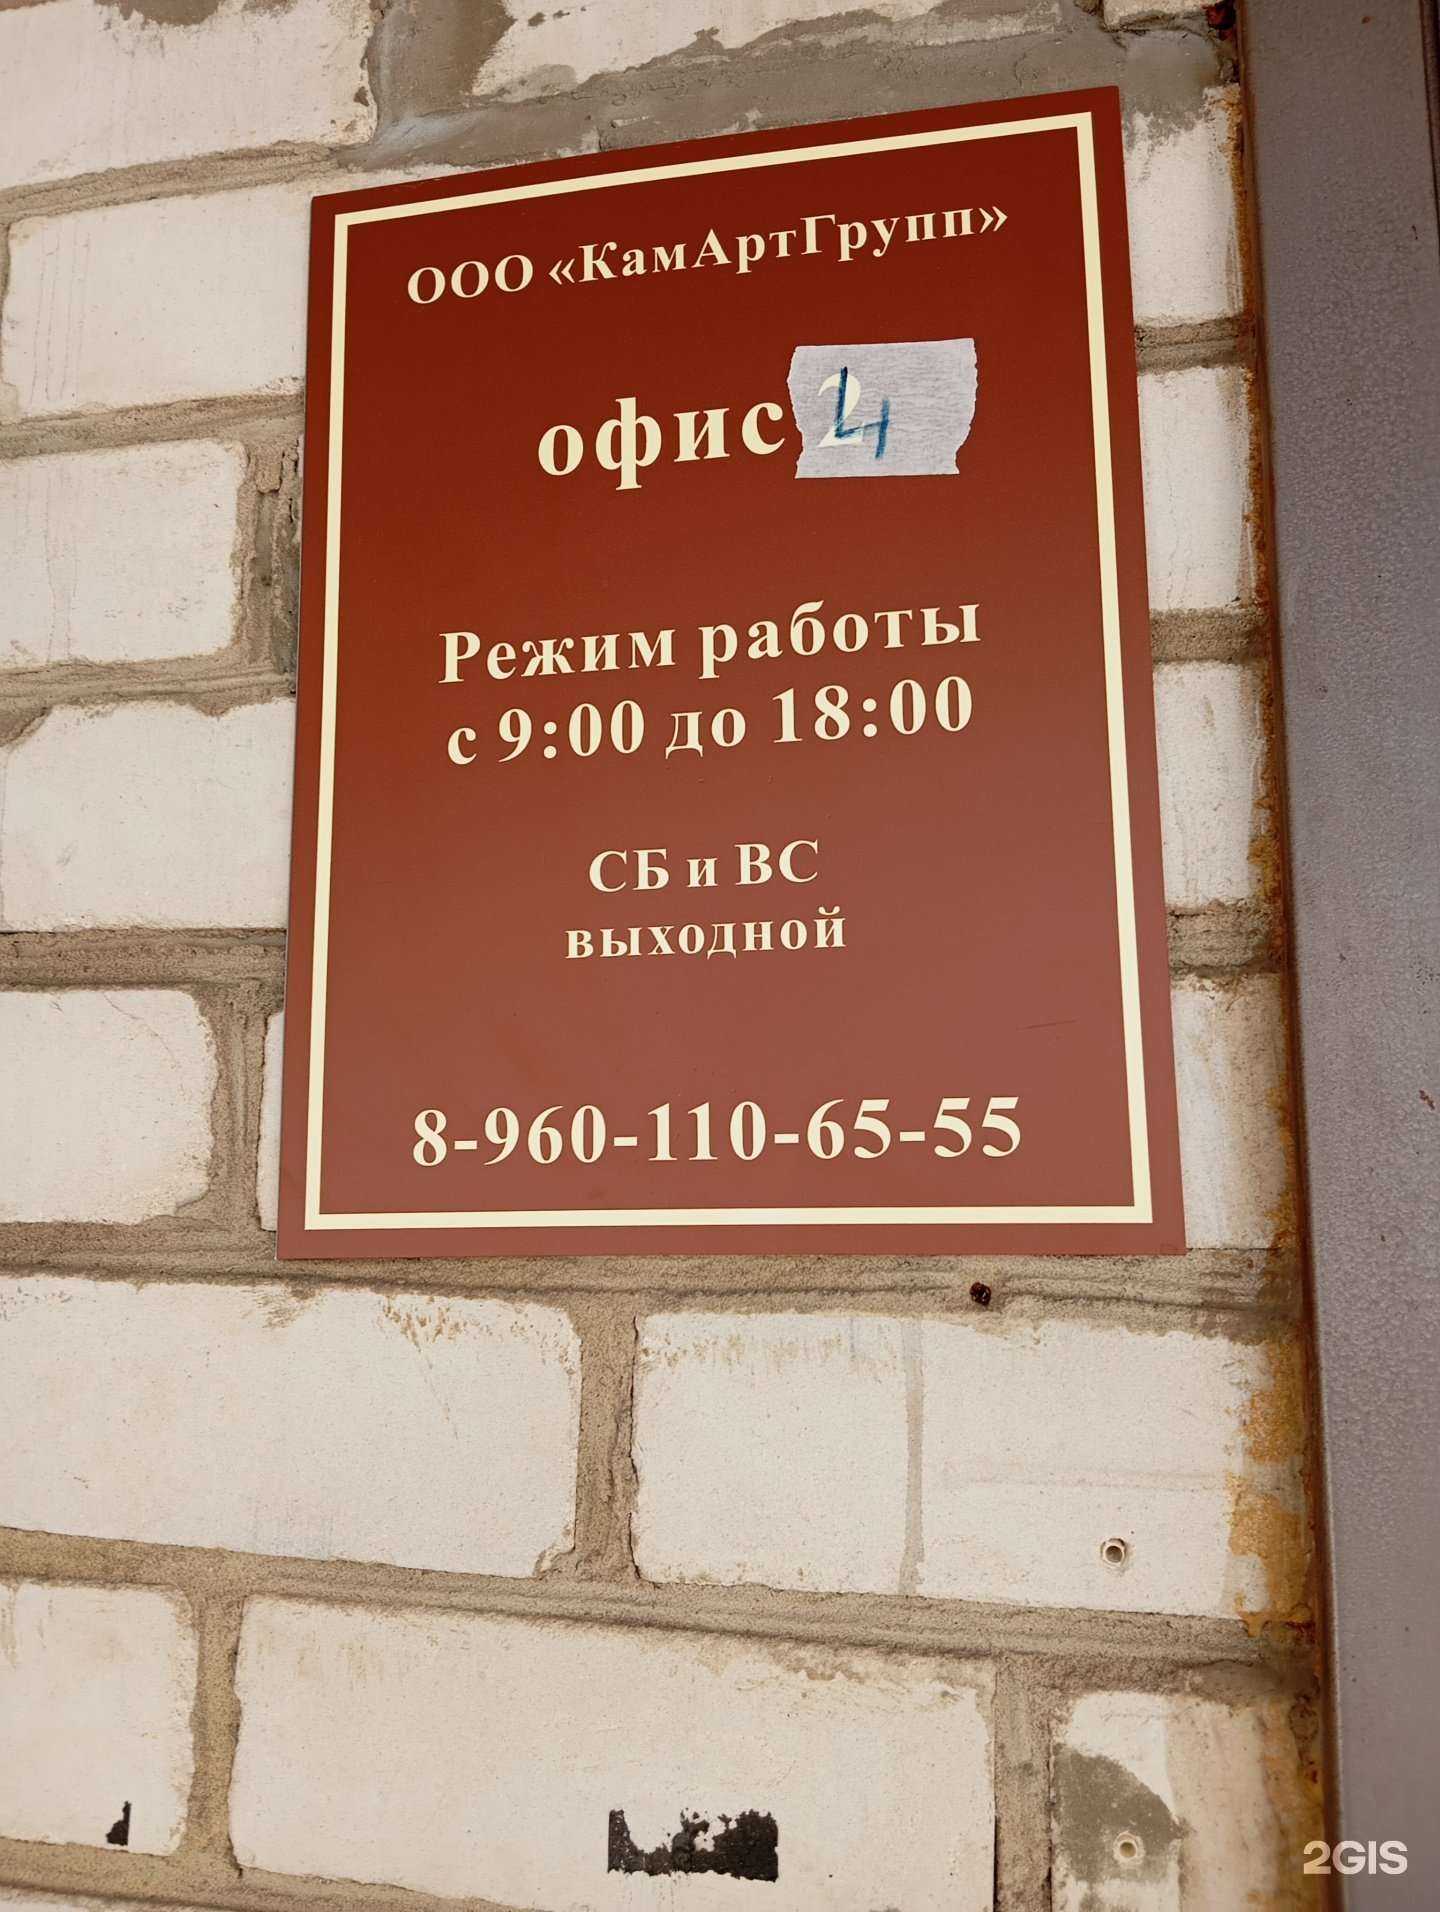 ООО «КамАртГрупп»
офис 4
Режим работы
с 9:00 до 18:00
СБ и ВС
выходной
8-960-110-65-55
2GIS